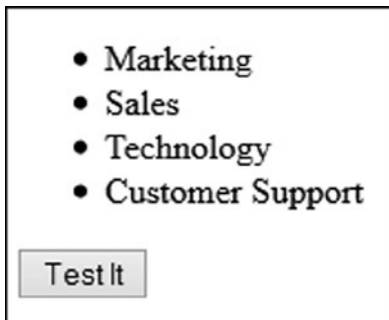 Marketing
Sales
Technology
Customer Support
Test It